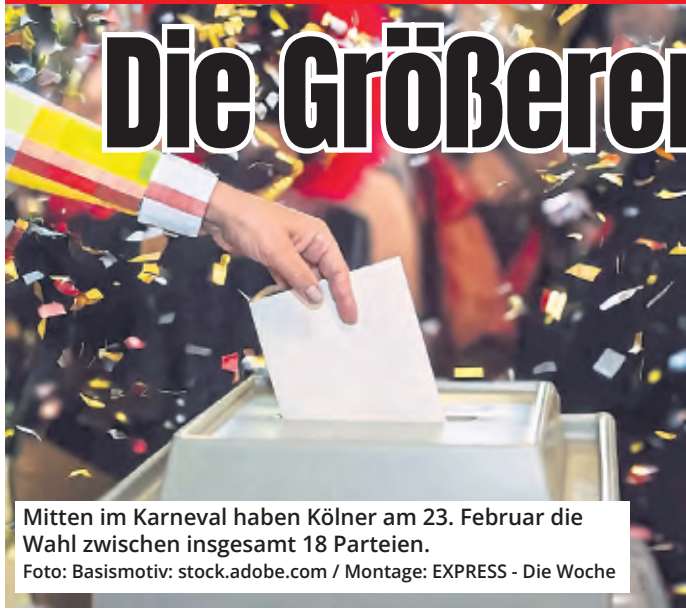 Die Größeren
Mitten im Karneval haben Kölner am 23. Februar die
Wahl zwischen insgesamt 18 Parteien.
Foto: Basismotiv: stock.adobe.com / Montage: EXPRESS - Die Woche